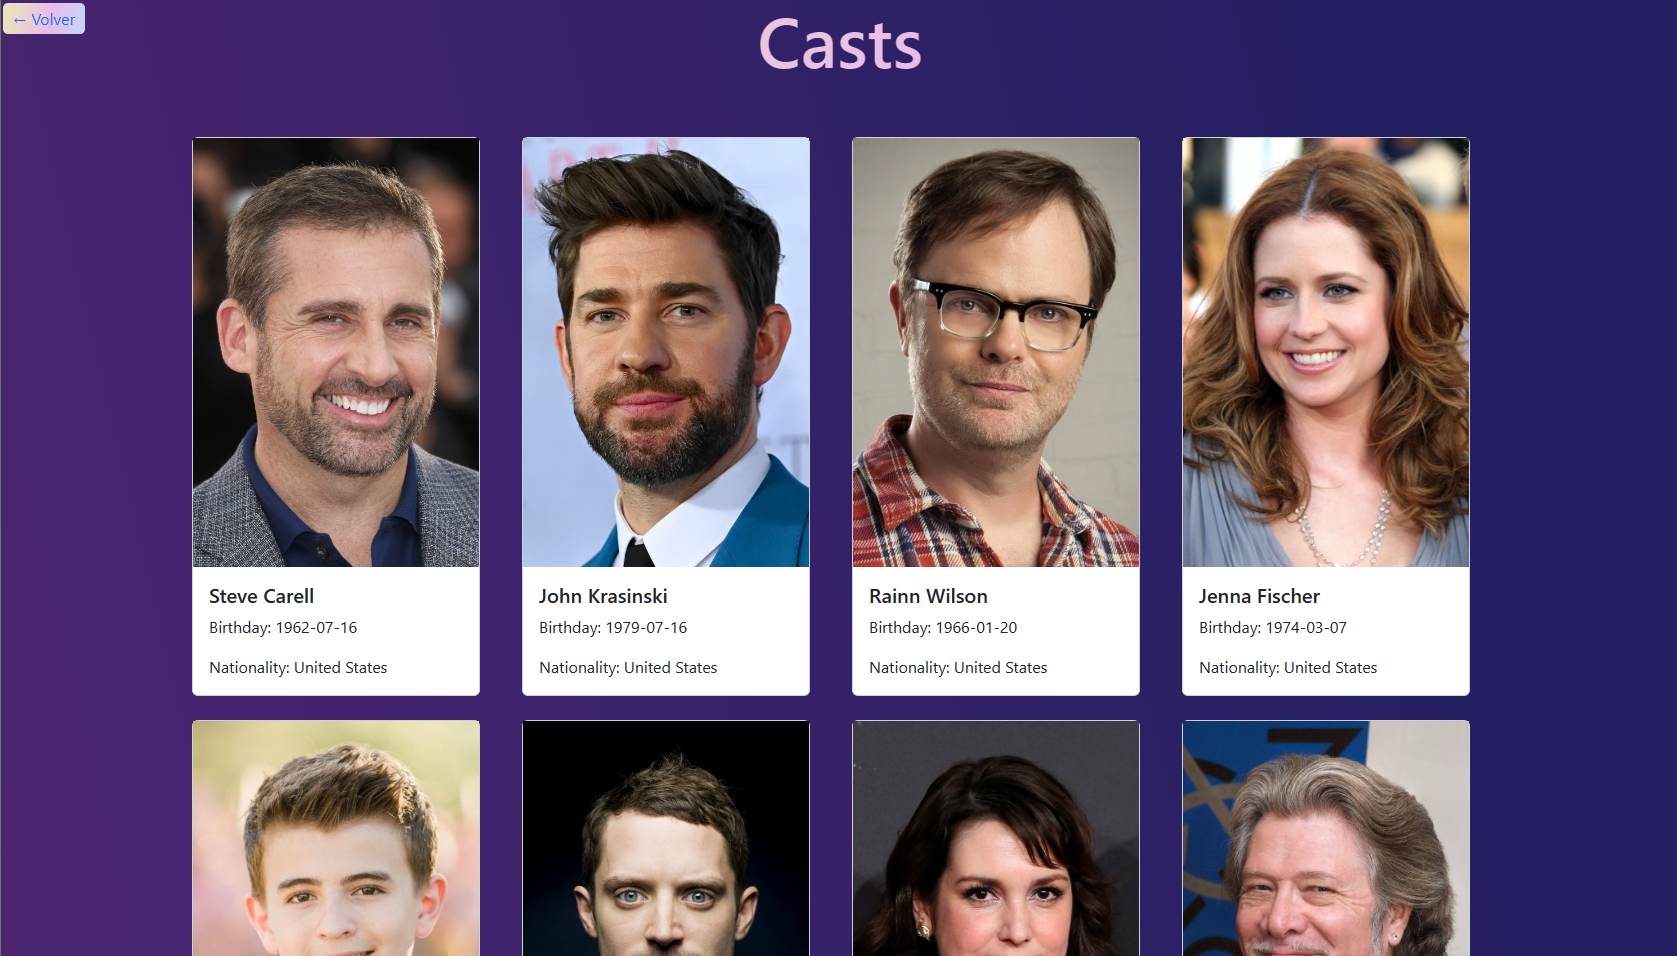 ← Volver
Casts
Steve Carell
Birthday: 1962-07-16
Nationality: United States
John Krasinski
Birthday: 1979-07-16
Nationality: United States
Rainn Wilson
Birthday: 1966-01-20
Nationality: United States
Jenna Fischer
Birthday: 1974-03-07
Nationality: United States